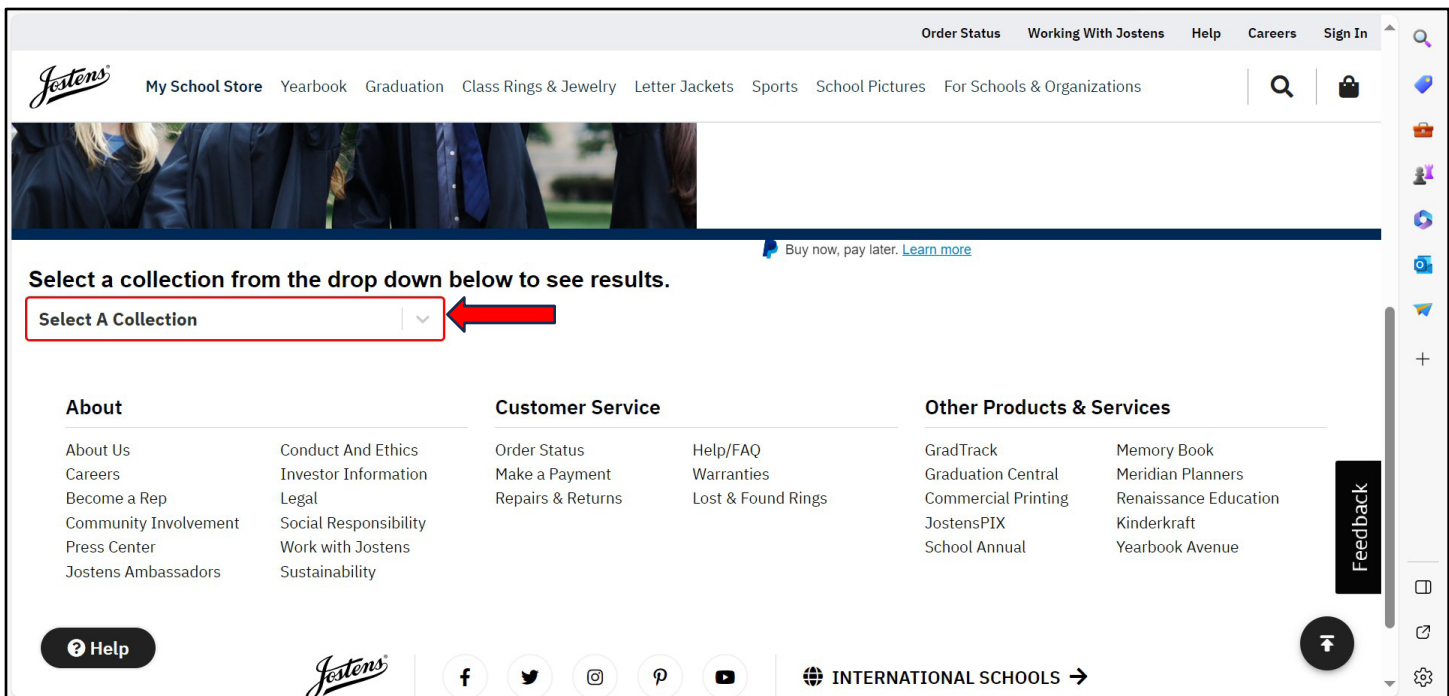 Order Status Working With Jostens Help Careers Sign In
Jostens
My School Store Yearbook Graduation Class Rings & Jewelry Letter Jackets Sports School Pictures For Schools & Organizations
Buy now, pay later. Learn more
Select a collection from the drop down below to see results.
Select A Collection
About
About Us
Careers
Become a Rep
Community Involvement
Press Center
Jostens Ambassadors
Conduct And Ethics
Investor Information
Legal
Social Responsibility
Work with Jostens
Sustainability
Customer Service
Order Status
Make a Payment
Repairs & Returns
Help/FAQ
Warranties
Lost & Found Rings
Other Products & Services
GradTrack
Graduation Central
Commercial Printing
JostensPIX
School Annual
Memory Book
Meridian Planners
Renaissance Education
Kinderkraft
Yearbook Avenue
Feedback
Help
Jostens
INTERNATIONAL SCHOOLS